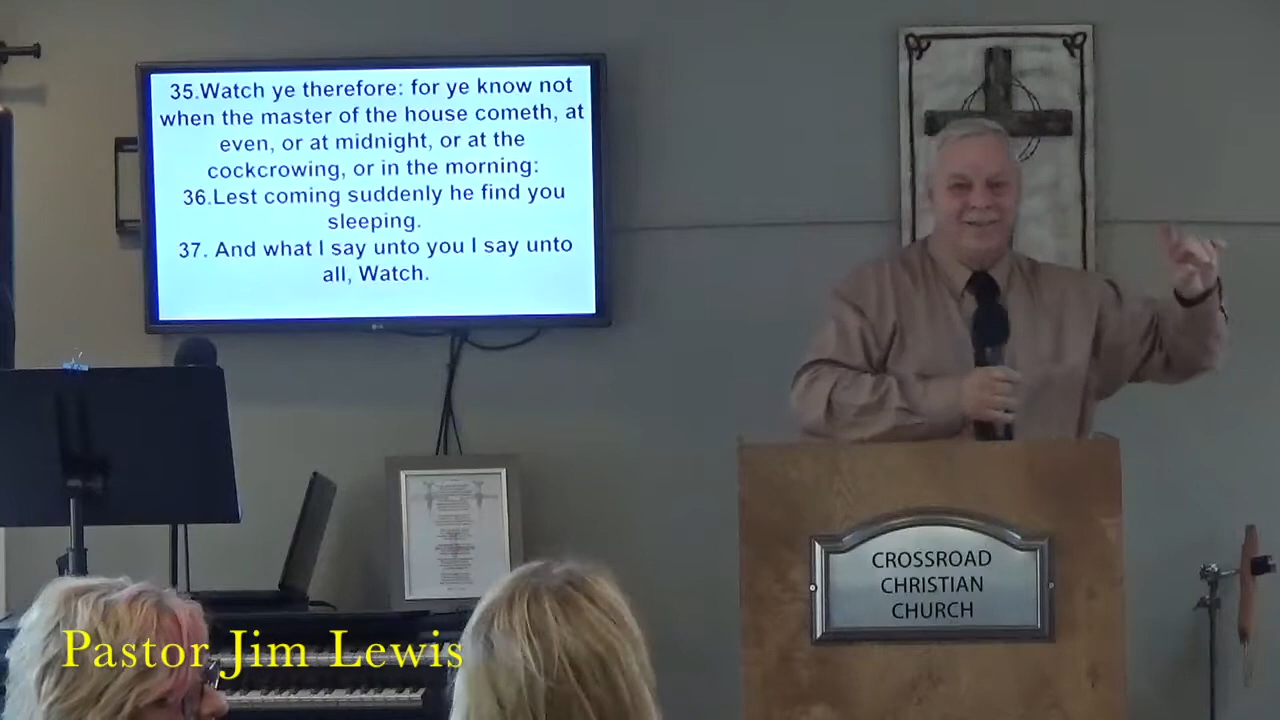 35.Watch ye therefore: for ye know not
when the master of the house cometh, at
even, or at midnight, or at the
cockcrowing, or in the morning:
36.Lest coming suddenly he find you
sleeping.
37. And what I say unto you I say unto
all, Watch.
LG
CROSSROAD
CHRISTIAN
CHURCH
Pastor Jim Lewis